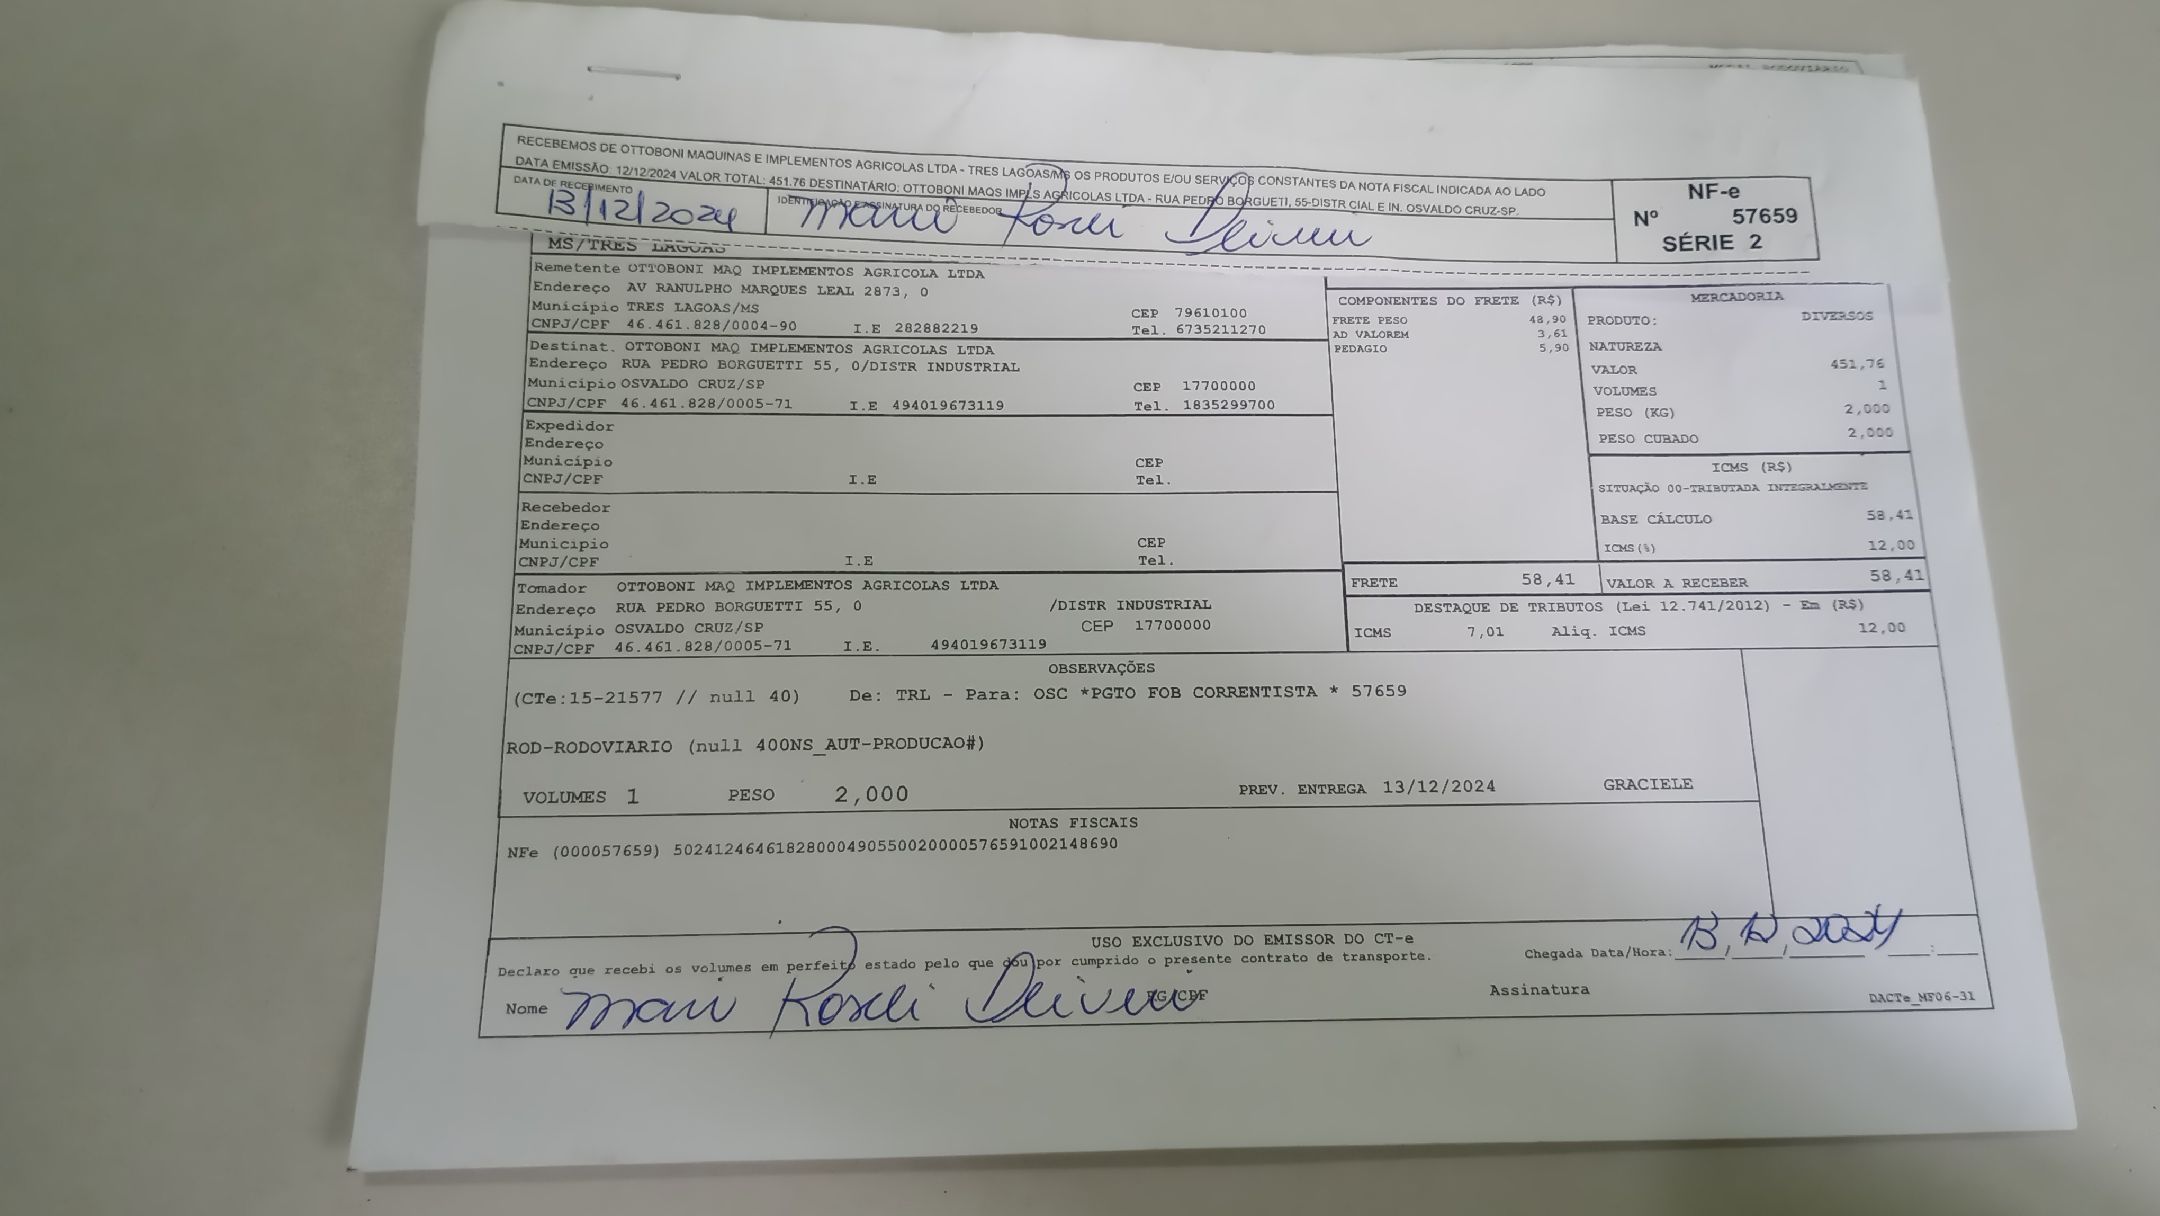 RECEBEMOS DE OTTOBONI MAQUINAS E IMPLEMENTOS AGRICOLAS LTDA - TRES LAGOAS/MS OS PRODUTOS E/OU SERVIÇOS CONSTANTES DA NOTA FISCAL INDICADA AO LADO
DATA EMISSÃO: 12/12/2024 VALOR TOTAL: 451.76 DESTINATÁRIO: OTTOBONI MAQS IMPLS AGRICOLAS LTDA - RUA PEDRO BORGUETI, 55-DISTR CIAL E IN. OSVALDO CRUZ-SP.
DATA DE RECEBIMENTO
13/12/2024
IDENTIFICAÇÃO E ASSINATURA DO RECEBEDOR
Roseli
NF-e
Nº 57659
SÉRIE 2
MS/TRES LAGOAS
Remetente OTTOBONI MAQ IMPLEMENTOS AGRICOLA LTDA
Endereço AV RANULPHO MARQUES LEAL 2873, 0
Município TRES LAGOAS/MS CEP 79610100
CNPJ/CPF 46.461.828/0004-90 I.E 282882219 Tel. 6735211270
Destinat. OTTOBONI MAQ IMPLEMENTOS AGRICOLAS LTDA
Endereço RUA PEDRO BORGUETTI 55, 0/DISTR INDUSTRIAL
Município OSVALDO CRUZ/SP CEP 17700000
CNPJ/CPF 46.461.828/0005-71 I.E 494019673119 Tel. 1835299700
Expedidor
Endereço
Município CEP
CNPJ/CPF I.E Tel.
Recebedor
Endereço
Município CEP
CNPJ/CPF I.E Tel.
Tomador OTTOBONI MAQ IMPLEMENTOS AGRICOLAS LTDA
Endereço RUA PEDRO BORGUETTI 55, 0 /DISTR INDUSTRIAL
Município OSVALDO CRUZ/SP CEP 17700000
CNPJ/CPF 46.461.828/0005-71 I.E. 494019673119
COMPONENTES DO FRETE (R$)
FRETE PESO 48,90
AD VALOREM 3,61
PEDAGIO 5,90
MERCADORIA
PRODUTO: DIVERSOS
NATUREZA
VALOR 451,76
VOLUMES 1
PESO (KG) 2,000
PESO CUBADO 2,000
ICMS (R$)
SITUAÇÃO 00-TRIBUTADA INTEGRALMENTE
BASE CÁLCULO 58,41
ICMS(%) 12,00
FRETE 58,41 VALOR A RECEBER 58,41
DESTAQUE DE TRIBUTOS (Lei 12.741/2012) - Em (R$)
ICMS 7,01 Aliq. ICMS 12,00
OBSERVAÇÕES
(CTe:15-21577 // null 40) De: TRL - Para: OSC *PGTO FOB CORRENTISTA * 57659
ROD-RODOVIARIO (null 400NS_AUT-PRODUCAO#)
VOLUMES 1 PESO 2,000 PREV. ENTREGA 13/12/2024 GRACIELE
NOTAS FISCAIS
NFe (000057659) 50241246461828000490550020000576591002148690
USO EXCLUSIVO DO EMISSOR DO CT-e
Declaro que recebi os volumes em perfeito estado pelo que dou por cumprido o presente contrato de transporte.
Chegada Data/Hora: 13, 12, 2024 :
Nome Roseli RG/CPF Assinatura
DACTe_MF06-31